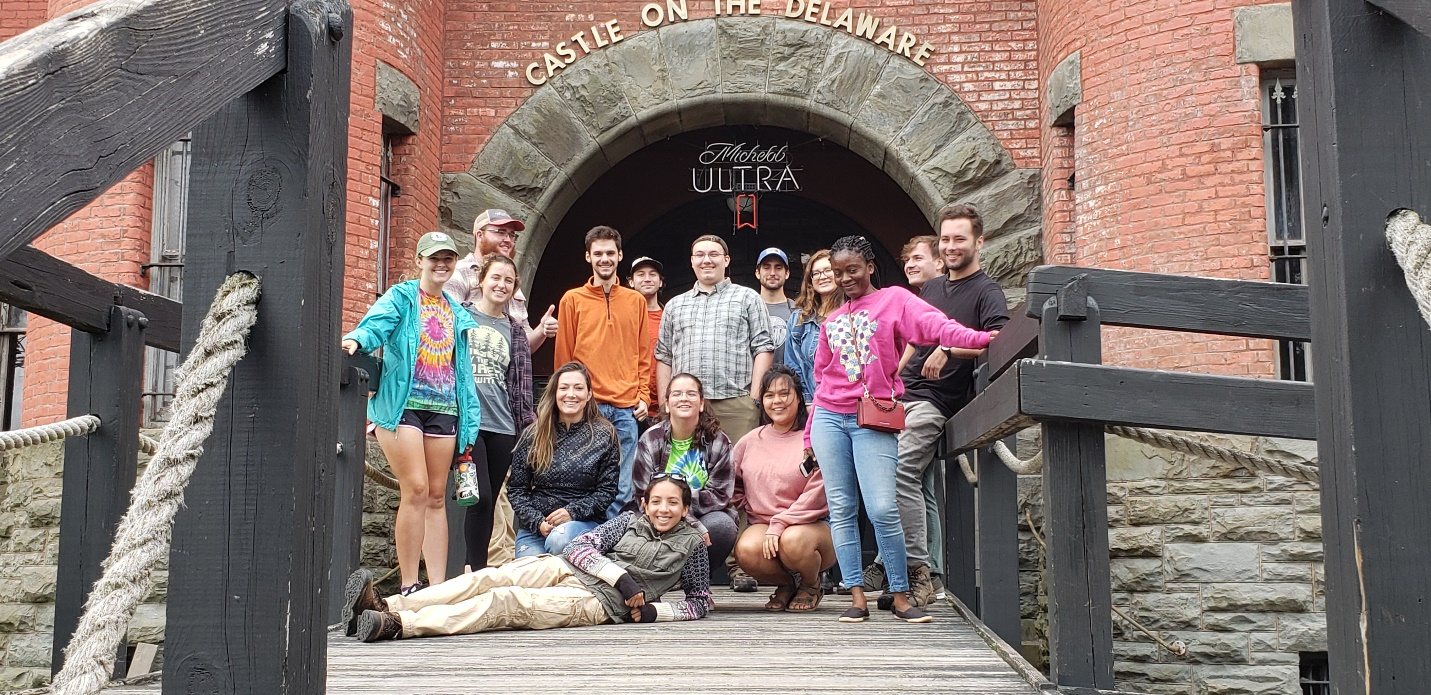 CASTLE ON THE DELAWARE
Michelob
ULTRA